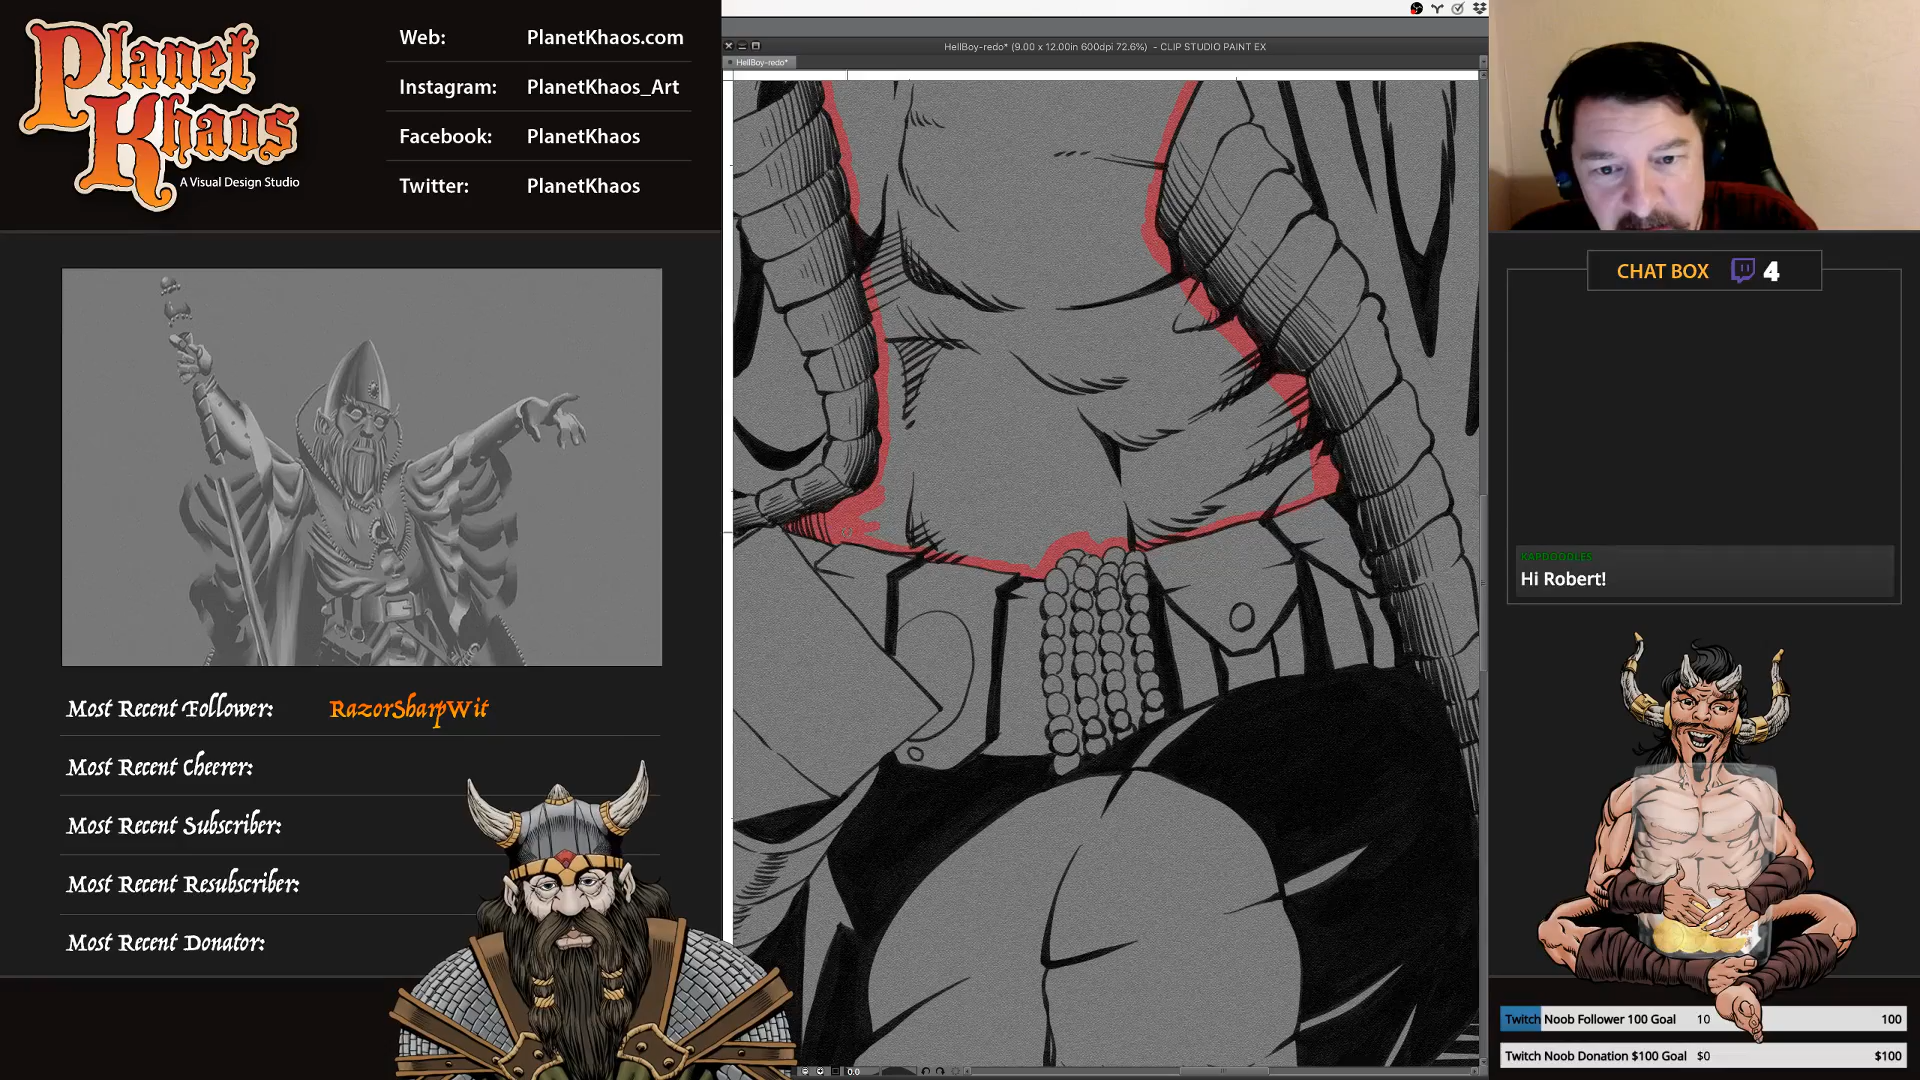 Planet
Khaos
A Visual Design Studio
Web: PlanetKhaos.com
Instagram: PlanetKhaos_Art
Facebook: PlanetKhaos
Twitter: PlanetKhaos
Most Recent Follower: RazorSharpWit
Most Recent Cheerer:
Most Recent Subscriber:
Most Recent Resubscriber:
Most Recent Donator:
HellBoy-redo* (9.00 x 12.00in 600dpi 72.6%) - CLIP STUDIO PAINT EX
HellBoy-redo*
0.0
CHAT BOX 4
KAPDOODLES
Hi Robert!
Twitch Noob Follower 100 Goal 10 100
Twitch Noob Donation $100 Goal $0 $100